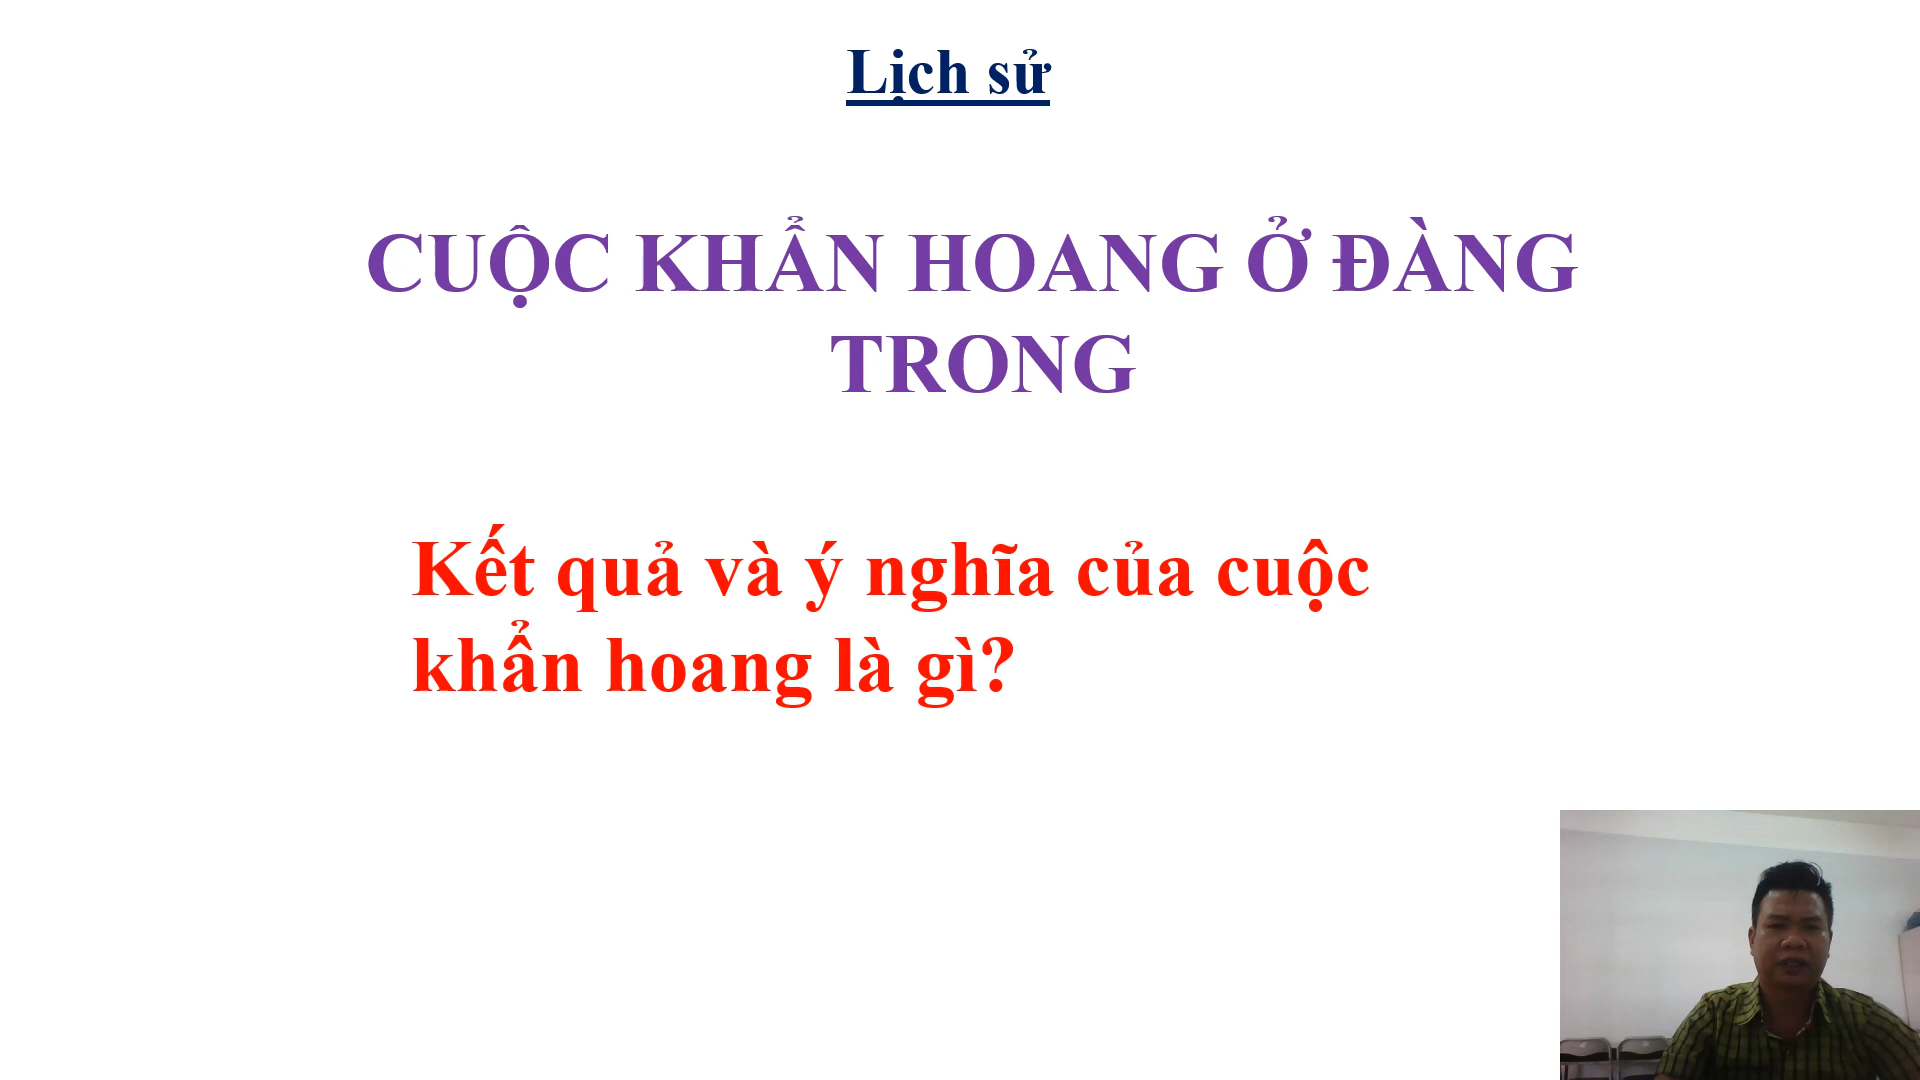 Lịch sử
CUỘC KHẨN HOANG Ở ĐÀNG
TRONG
Kết quả và ý nghĩa của cuộc
khẩn hoang là gì?